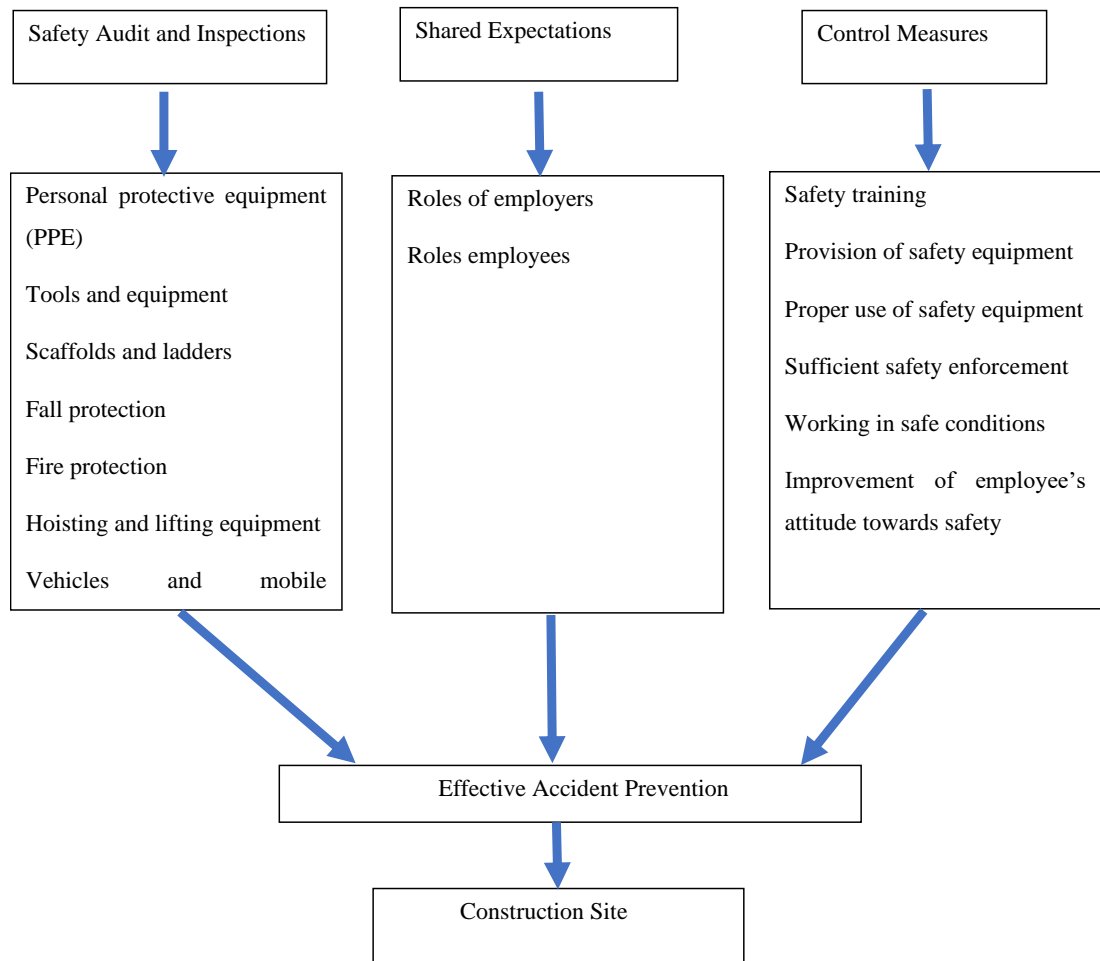 Safety Audit and Inspections
Shared Expectations
Control Measures
Personal protective equipment
(PPE)
Tools and equipment
Scaffolds and ladders
Fall protection
Fire protection
Hoisting and lifting equipment
Vehicles and mobile
Roles of employers
Roles employees
Safety training
Provision of safety equipment
Proper use of safety equipment
Sufficient safety enforcement
Working in safe conditions
Improvement of employee’s
attitude towards safety
Effective Accident Prevention
Construction Site